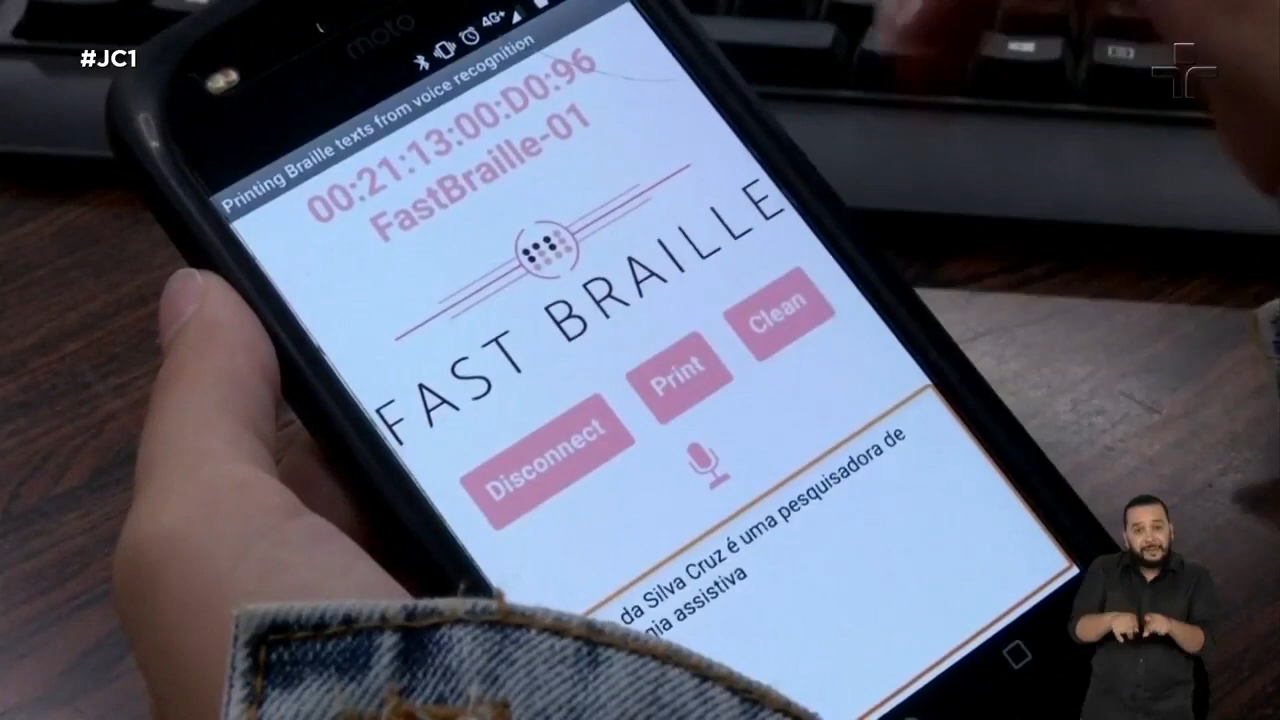 #JC1
moto
4G+
Printing Braille texts from voice recognition
00:21:13:00:D0:96
FastBraille-01
FAST BRAILLE
Disconnect
Print
Clean
da Silva Cruz é uma pesquisadora de
assistiva